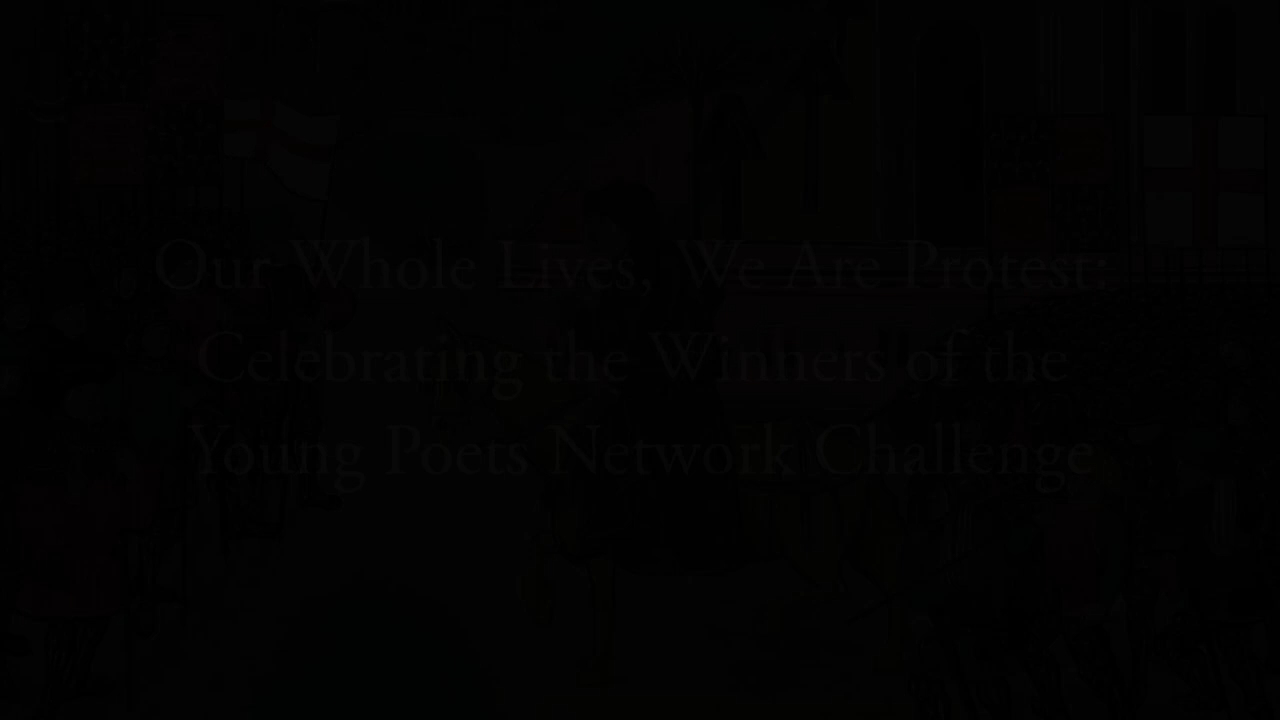 Our Whole Lives, We Are Protest:
Celebrating the Winners of the
Young Poets Network Challenge